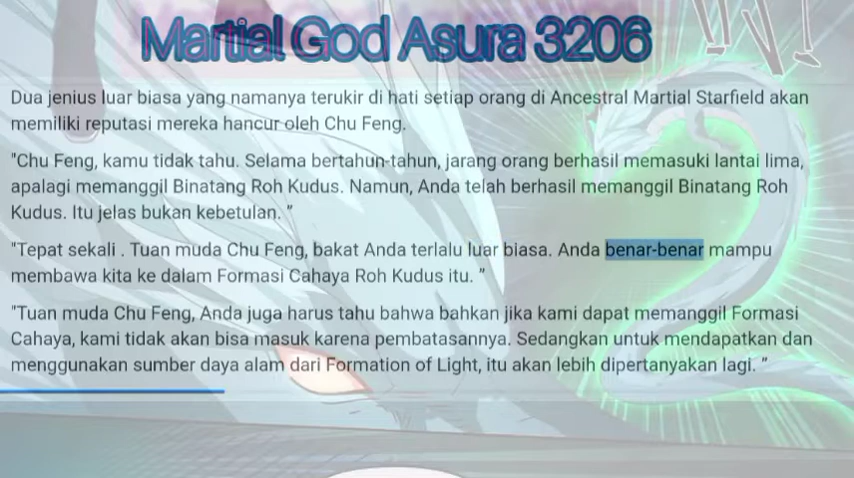 Martial God Asura 3206
Dua jenius luar biasa yang namanya terukir di hati setiap orang di Ancestral Martial Starfield akan
memiliki reputasi mereka hancur oleh Chu Feng.
"Chu Feng, kamu tidak tahu. Selama bertahun-tahun, jarang orang berhasil memasuki lantai lima,
apalagi memanggil Binatang Roh Kudus. Namun, Anda telah berhasil memanggil Binatang Roh
Kudus. Itu jelas bukan kebetulan. ”
"Tepat sekali . Tuan muda Chu Feng, bakat Anda terlalu luar biasa. Anda benar-benar mampu
membawa kita ke dalam Formasi Cahaya Roh Kudus itu. ”
"Tuan muda Chu Feng, Anda juga harus tahu bahwa bahkan jika kami dapat memanggil Formasi
Cahaya, kami tidak akan bisa masuk karena pembatasannya. Sedangkan untuk mendapatkan dan
menggunakan sumber daya alam dari Formation of Light, itu akan lebih dipertanyakan lagi. ”